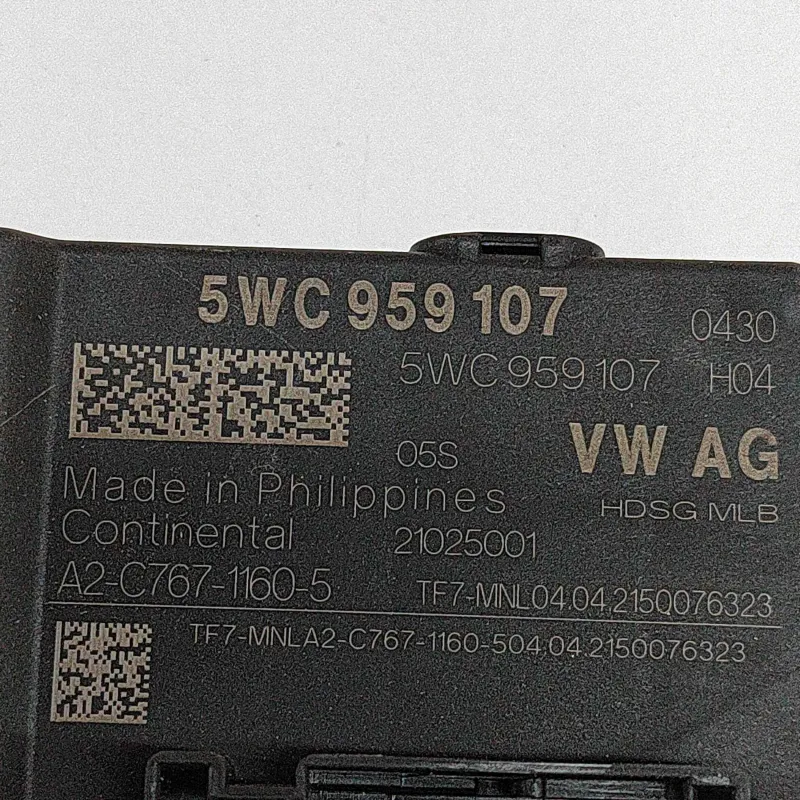 5WC 959 107
0430
5WC 959 107 H04
05S VW AG
Made in Philippines
HDSG MLB
Continental 21025001
A2-C767-1160-5 TF7-MNL04.04.2150076323
TF7-MNLA2-C767-1160-504.04.2150076323